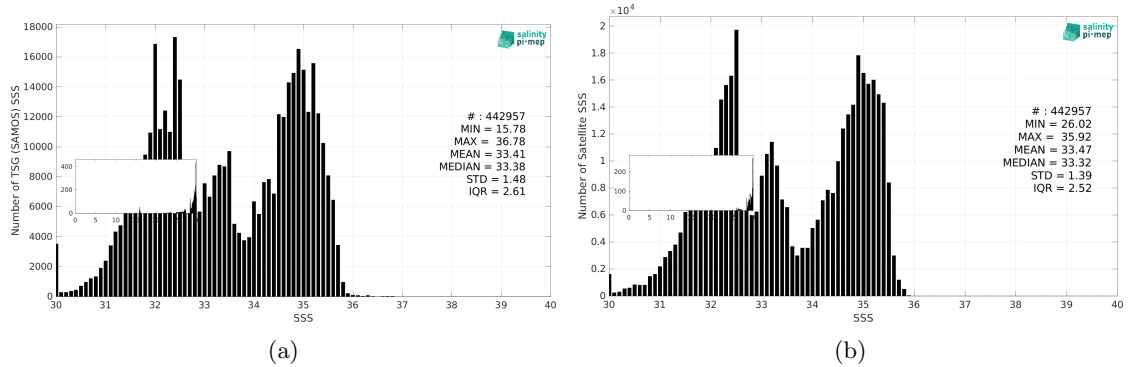 18000
16000
14000
12000
10000
8000
6000
4000
2000
0
Number of TSG (SAMOS) SSS
salinity
pi-mep
# : 442957
MIN = 15.78
MAX = 36.78
MEAN = 33.41
MEDIAN = 33.38
STD = 1.48
IQR = 2.61
400
200
0
0 5 10 15
30 31 32 33 34 35 36 37 38 39 40
SSS
(a)
×10⁴
2
1.8
1.6
1.4
1.2
1
0.8
0.6
0.4
0.2
0
Number of Satellite SSS
salinity
pi-mep
# : 442957
MIN = 26.02
MAX = 35.92
MEAN = 33.47
MEDIAN = 33.32
STD = 1.39
IQR = 2.52
200
100
0
0 5 10 15
30 31 32 33 34 35 36 37 38 39 40
SSS
(b)